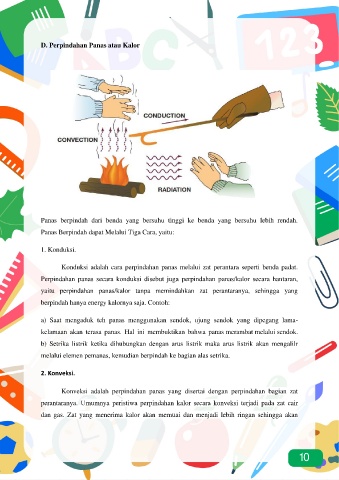 ABC
123
D. Perpindahan Panas atau Kalor
CONDUCTION
CONVECTION
RADIATION
Panas berpindah dari benda yang bersuhu tinggi ke benda yang bersuhu lebih rendah.
Panas Berpindah dapat Melalui Tiga Cara, yaitu:
1. Konduksi.
Konduksi adalah cara perpindahan panas melalui zat perantara seperti benda padat.
Perpindahan panas secara konduksi disebut juga perpindahan panas/kalor secara hantaran,
yaitu perpindahan panas/kalor tanpa memindahkan zat perantaranya, sehingga yang
berpindah hanya energy kalornya saja. Contoh:
a) Saat mengaduk teh panas menggunakan sendok, ujung sendok yang dipegang lama-
kelamaan akan terasa panas. Hal ini membuktikan bahwa panas merambat melalui sendok.
b) Setrika listrik ketika dihubungkan dengan arus listrik maka arus listrik akan mengalilr
melalui elemen pemanas, kemudian berpindah ke bagian alas setrika.
2. Konveksi.
Konveksi adalah perpindahan panas yang disertai dengan perpindahan bagian zat
perantaranya. Umumnya peristiwa perpindahan kalor secara konveksi terjadi pada zat cair
dan gas. Zat yang menerima kalor akan memuai dan menjadi lebih ringan sehingga akan
10